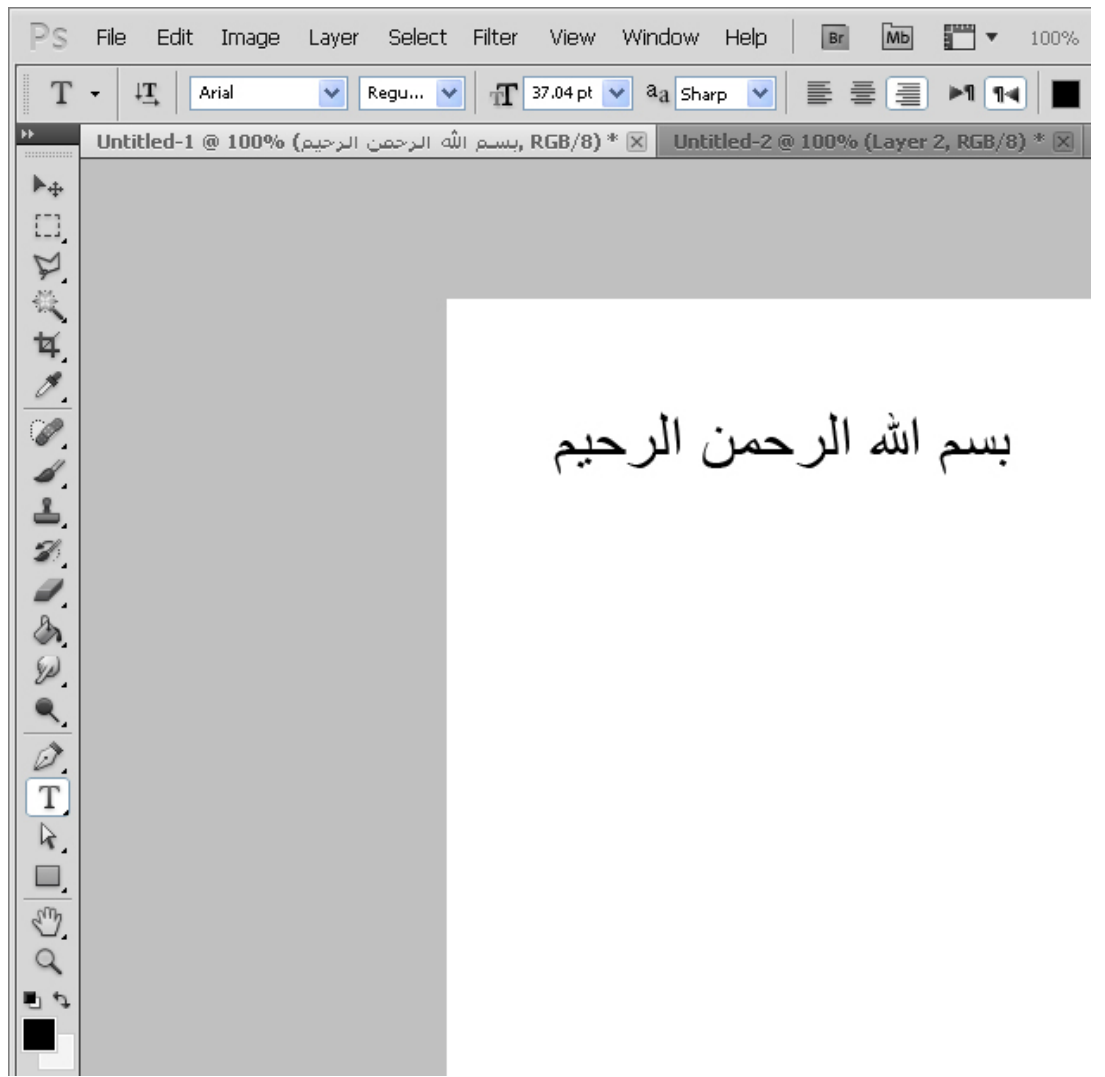 Ps File Edit Image Layer Select Filter View Window Help Br Mb 100%
T T Arial Regu... T 37.04 pt aa Sharp
Untitled-1 @ 100% (بسم الله الرحمن الرحيم, RGB/8) * Untitled-2 @ 100% (Layer 2, RGB/8) *
بسم الله الرحمن الرحيم
T